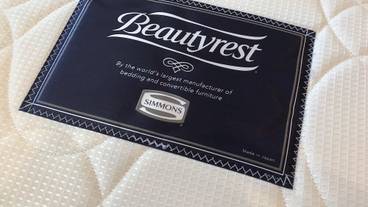 Beautyrest
By the world's largest manufacturer of
bedding and convertible furniture
SIMMONS
Made in Japan